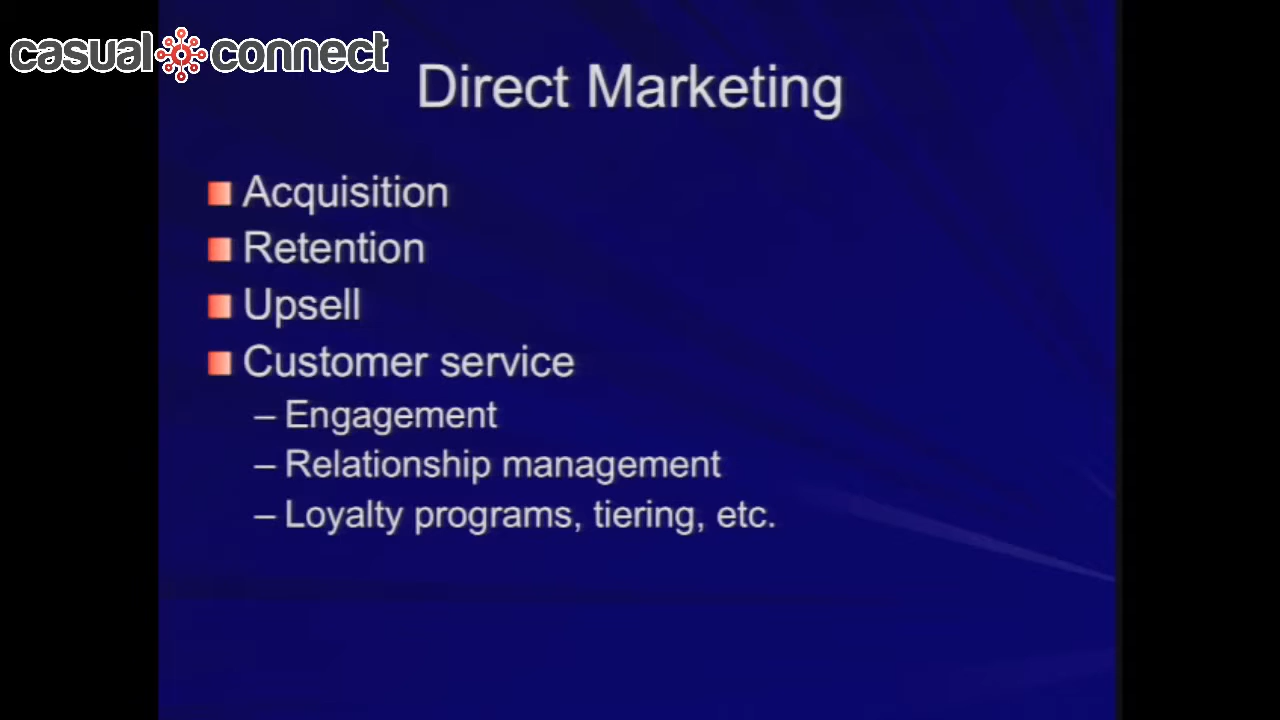 casual connect
Direct Marketing
Acquisition
Retention
Upsell
Customer service
– Engagement
– Relationship management
– Loyalty programs, tiering, etc.